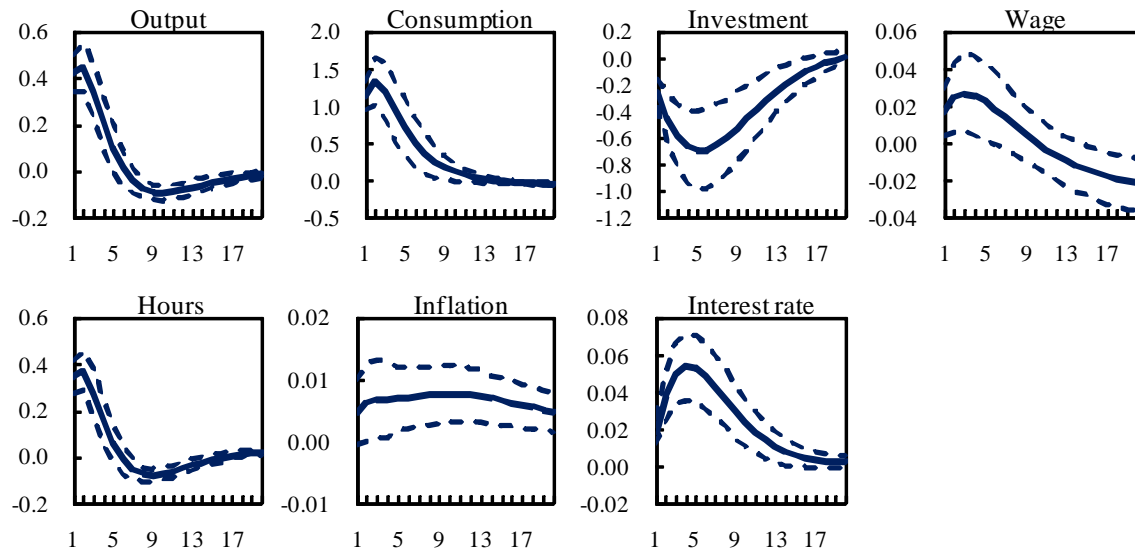 Output
0.6
0.4
0.2
0.0
-0.2
1 5 9 13 17
Consumption
2.0
1.5
1.0
0.5
0.0
-0.5
1 5 9 13 17
Investment
0.2
0.0
-0.2
-0.4
-0.6
-0.8
-1.0
-1.2
1 5 9 13 17
Wage
0.06
0.04
0.02
0.00
-0.02
-0.04
1 5 9 13 17
Hours
0.6
0.4
0.2
0.0
-0.2
1 5 9 13 17
Inflation
0.02
0.01
0.00
-0.01
1 5 9 13 17
Interest rate
0.08
0.06
0.04
0.02
0.00
-0.02
1 5 9 13 17